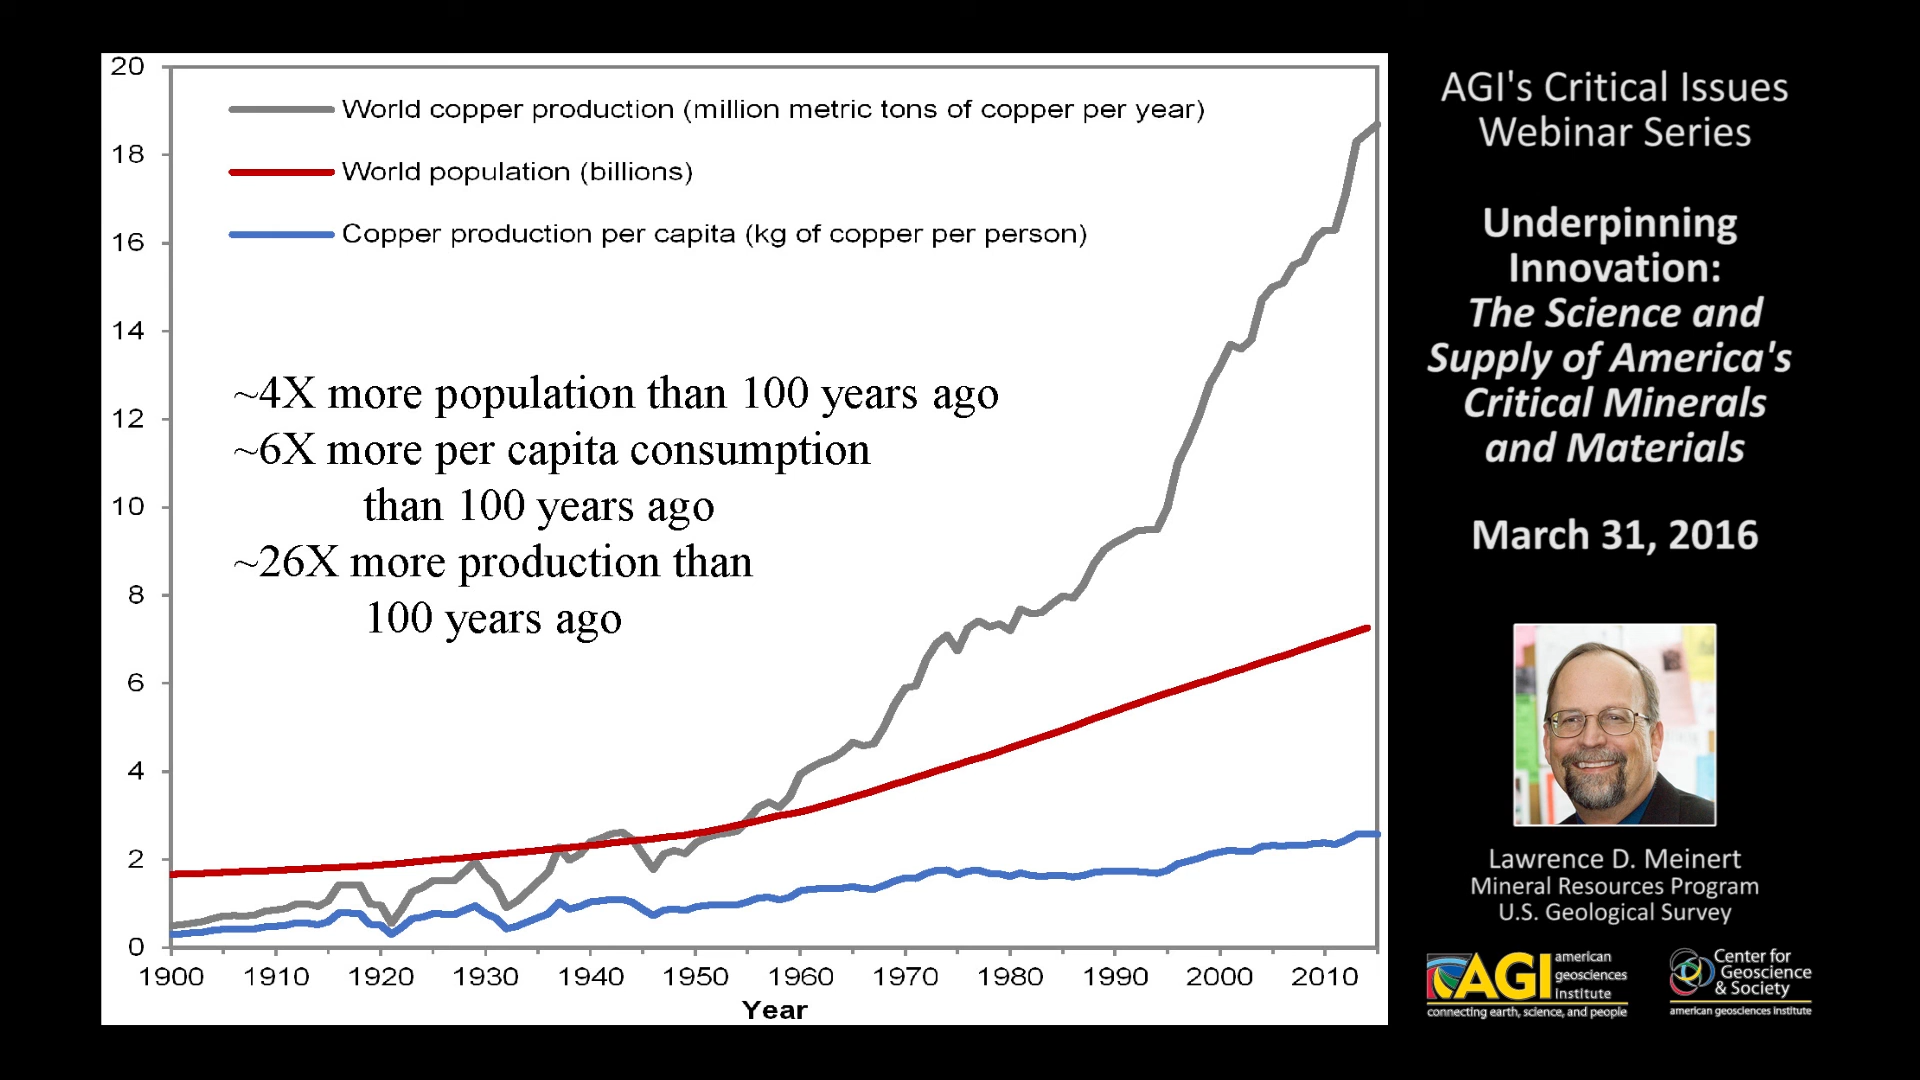 20
18
16
14
12
10
8
6
4
2
0
World copper production (million metric tons of copper per year)
World population (billions)
Copper production per capita (kg of copper per person)
~4X more population than 100 years ago
~6X more per capita consumption
than 100 years ago
~26X more production than
100 years ago
1900 1910 1920 1930 1940 1950 1960 1970 1980 1990 2000 2010
Year
AGI's Critical Issues
Webinar Series
Underpinning
Innovation:
The Science and
Supply of America's
Critical Minerals
and Materials
March 31, 2016
Lawrence D. Meinert
Mineral Resources Program
U.S. Geological Survey
AGI
american
geosciences
institute
connecting earth, science, and people
Center for
Geoscience
& Society
american geosciences institute